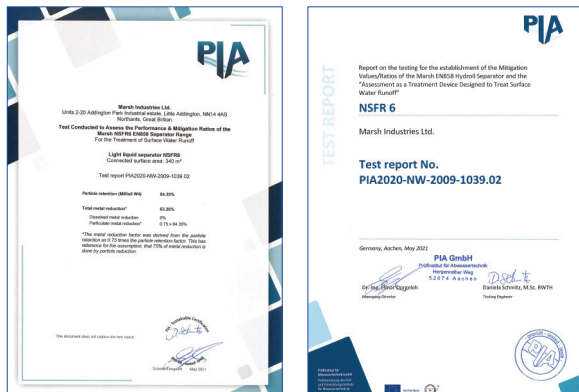 PIA
Marsh Industries Ltd.
Units 2-20 Addington Park Industrial estate, Little Addington, NN14 4AS
Northants, Great Britian
Test Conducted to Assess the Performance & Mitigation Ratios of the
Marsh NSFR6 EN858 Separator Range
For the Treatment of Surface Water Runoff
Light liquid separator NSFR6
Connected surface area: 340 m²
Test report PIA2020-NW-2009-1039.02
Particle retention (Millisil W4) 84.35%
Total metal reduction* 63.26%
Dissolved metal reduction 0%
Particulate metal reduction* 0.75 x 84.35%
*The metal reduction factor was derived from the particle
retention as 0.75 times the particle retention factor. This has
reference for the assumption, that 75% of metal reduction is
done by particle reduction.
This document does not replace the test report.
May 2021
PIA
TEST REPORT
Report on the testing for the establishment of the Mitigation
Values/Ratios of the Marsh EN858 Hydroil Separator and the
"Assessment as a Treatment Device Designed to Treat Surface
Water Runoff"
NSFR 6
Marsh Industries Ltd.
Test report No.
PIA2020-NW-2009-1039.02
Germany, Aachen, May 2021
PIA GmbH
Prüfinstitut für Abwassertechnik
Hergenrather Weg
52074 Aachen
Dr.-Ing. Elmar Dorgeloh
Managing Director
Daniela Schmitz, M.Sc. RWTH
Testing Engineer
PIA